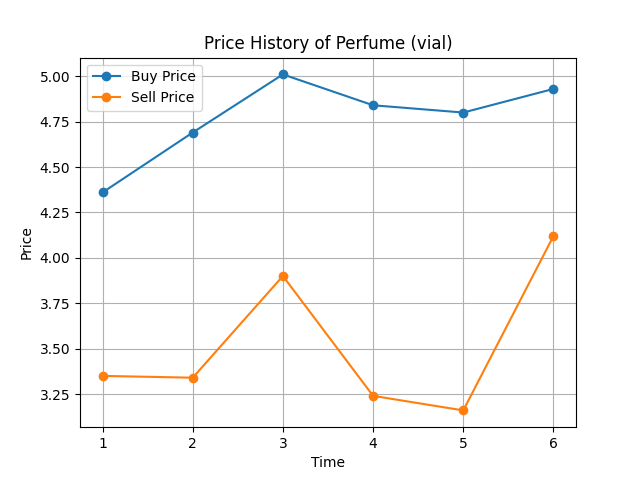 Price History of Perfume (vial)
Buy Price
Sell Price
5.00
4.75
4.50
4.25
4.00
3.75
3.50
3.25
Price
1 2 3 4 5 6
Time